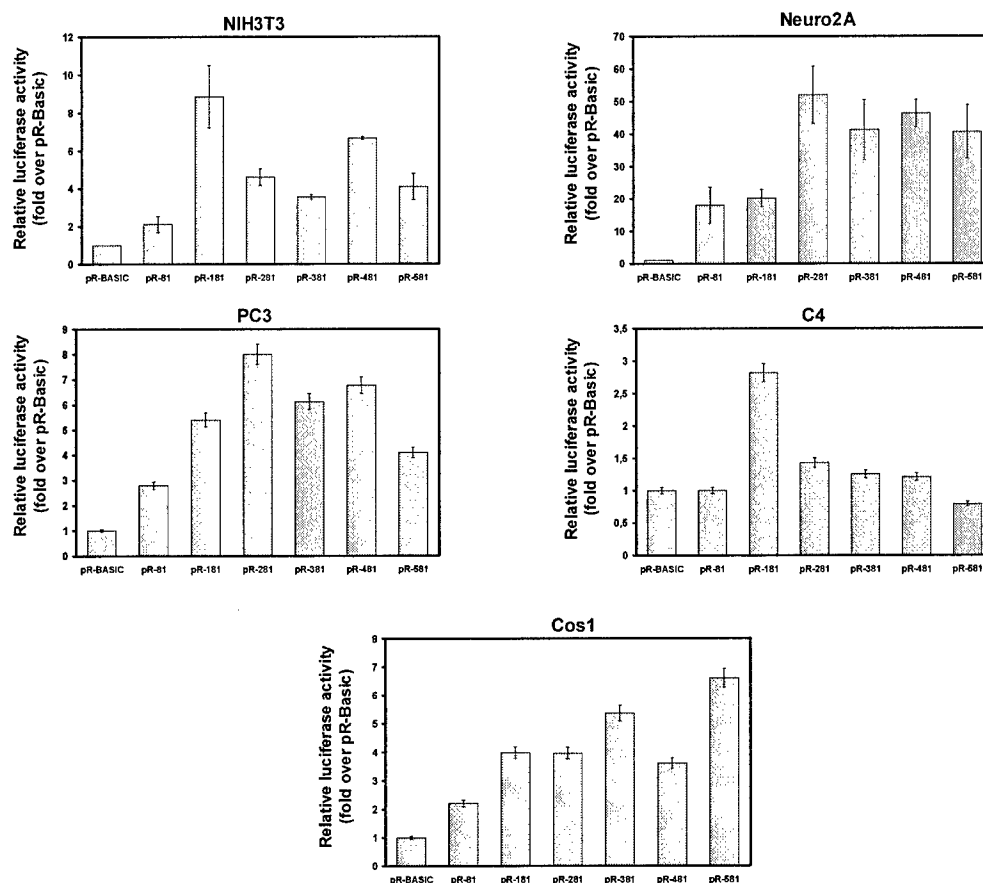 NIH3T3
Relative luciferase activity
(fold over pR-Basic)
12
10
8
6
4
2
0
pR-BASIC pR-81 pR-181 pR-281 pR-381 pR-481 pR-581
Neuro2A
Relative luciferase activity
(fold over pR-Basic)
70
60
50
40
30
20
10
0
pR-BASIC pR-81 pR-181 pR-281 pR-381 pR-481 pR-581
PC3
Relative luciferase activity
(fold over pR-Basic)
9
8
7
6
5
4
3
2
1
0
pR-BASIC pR-81 pR-181 pR-281 pR-381 pR-481 pR-581
C4
Relative luciferase activity
(fold over pR-Basic)
3,5
3
2,5
2
1,5
1
0,5
0
pR-BASIC pR-81 pR-181 pR-281 pR-381 pR-481 pR-581
Cos1
Relative luciferase activity
(fold over pR-Basic)
8
7
6
5
4
3
2
1
0
pR-BASIC pR-81 pR-181 pR-281 pR-381 pR-481 pR-581